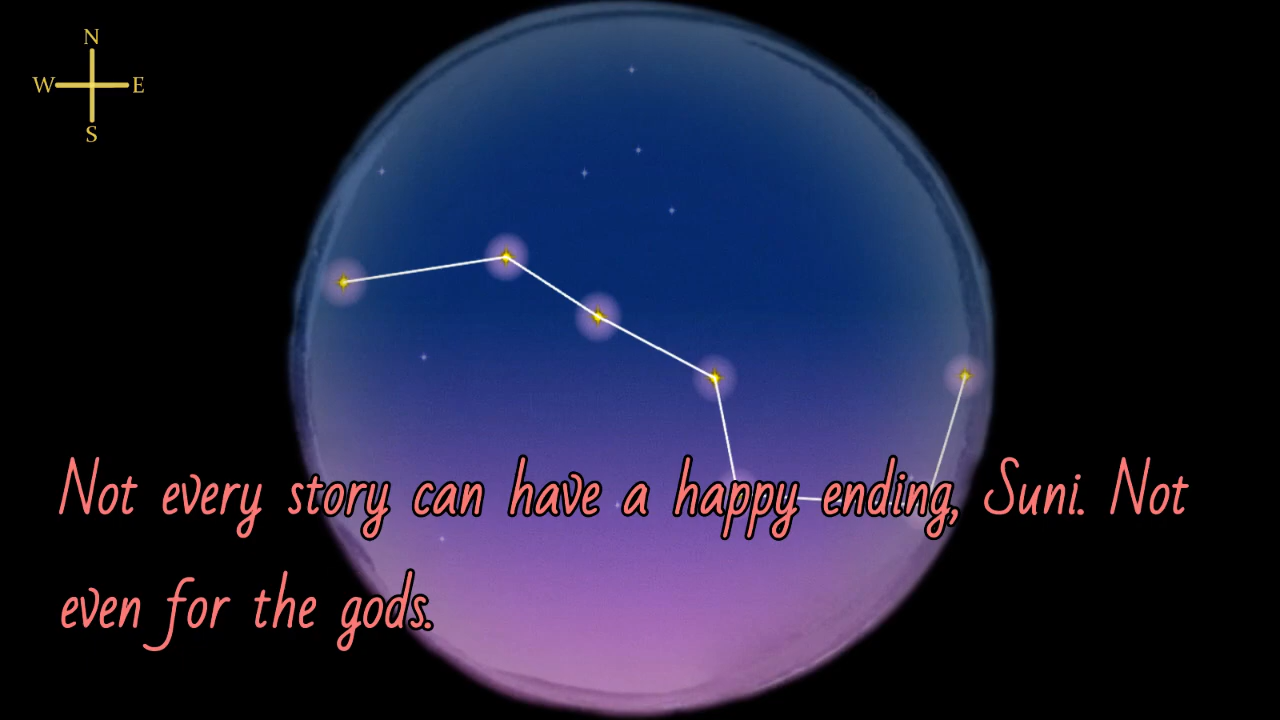 N
W E
S
Not every story can have a happy ending, Suni. Not
even for the gods.